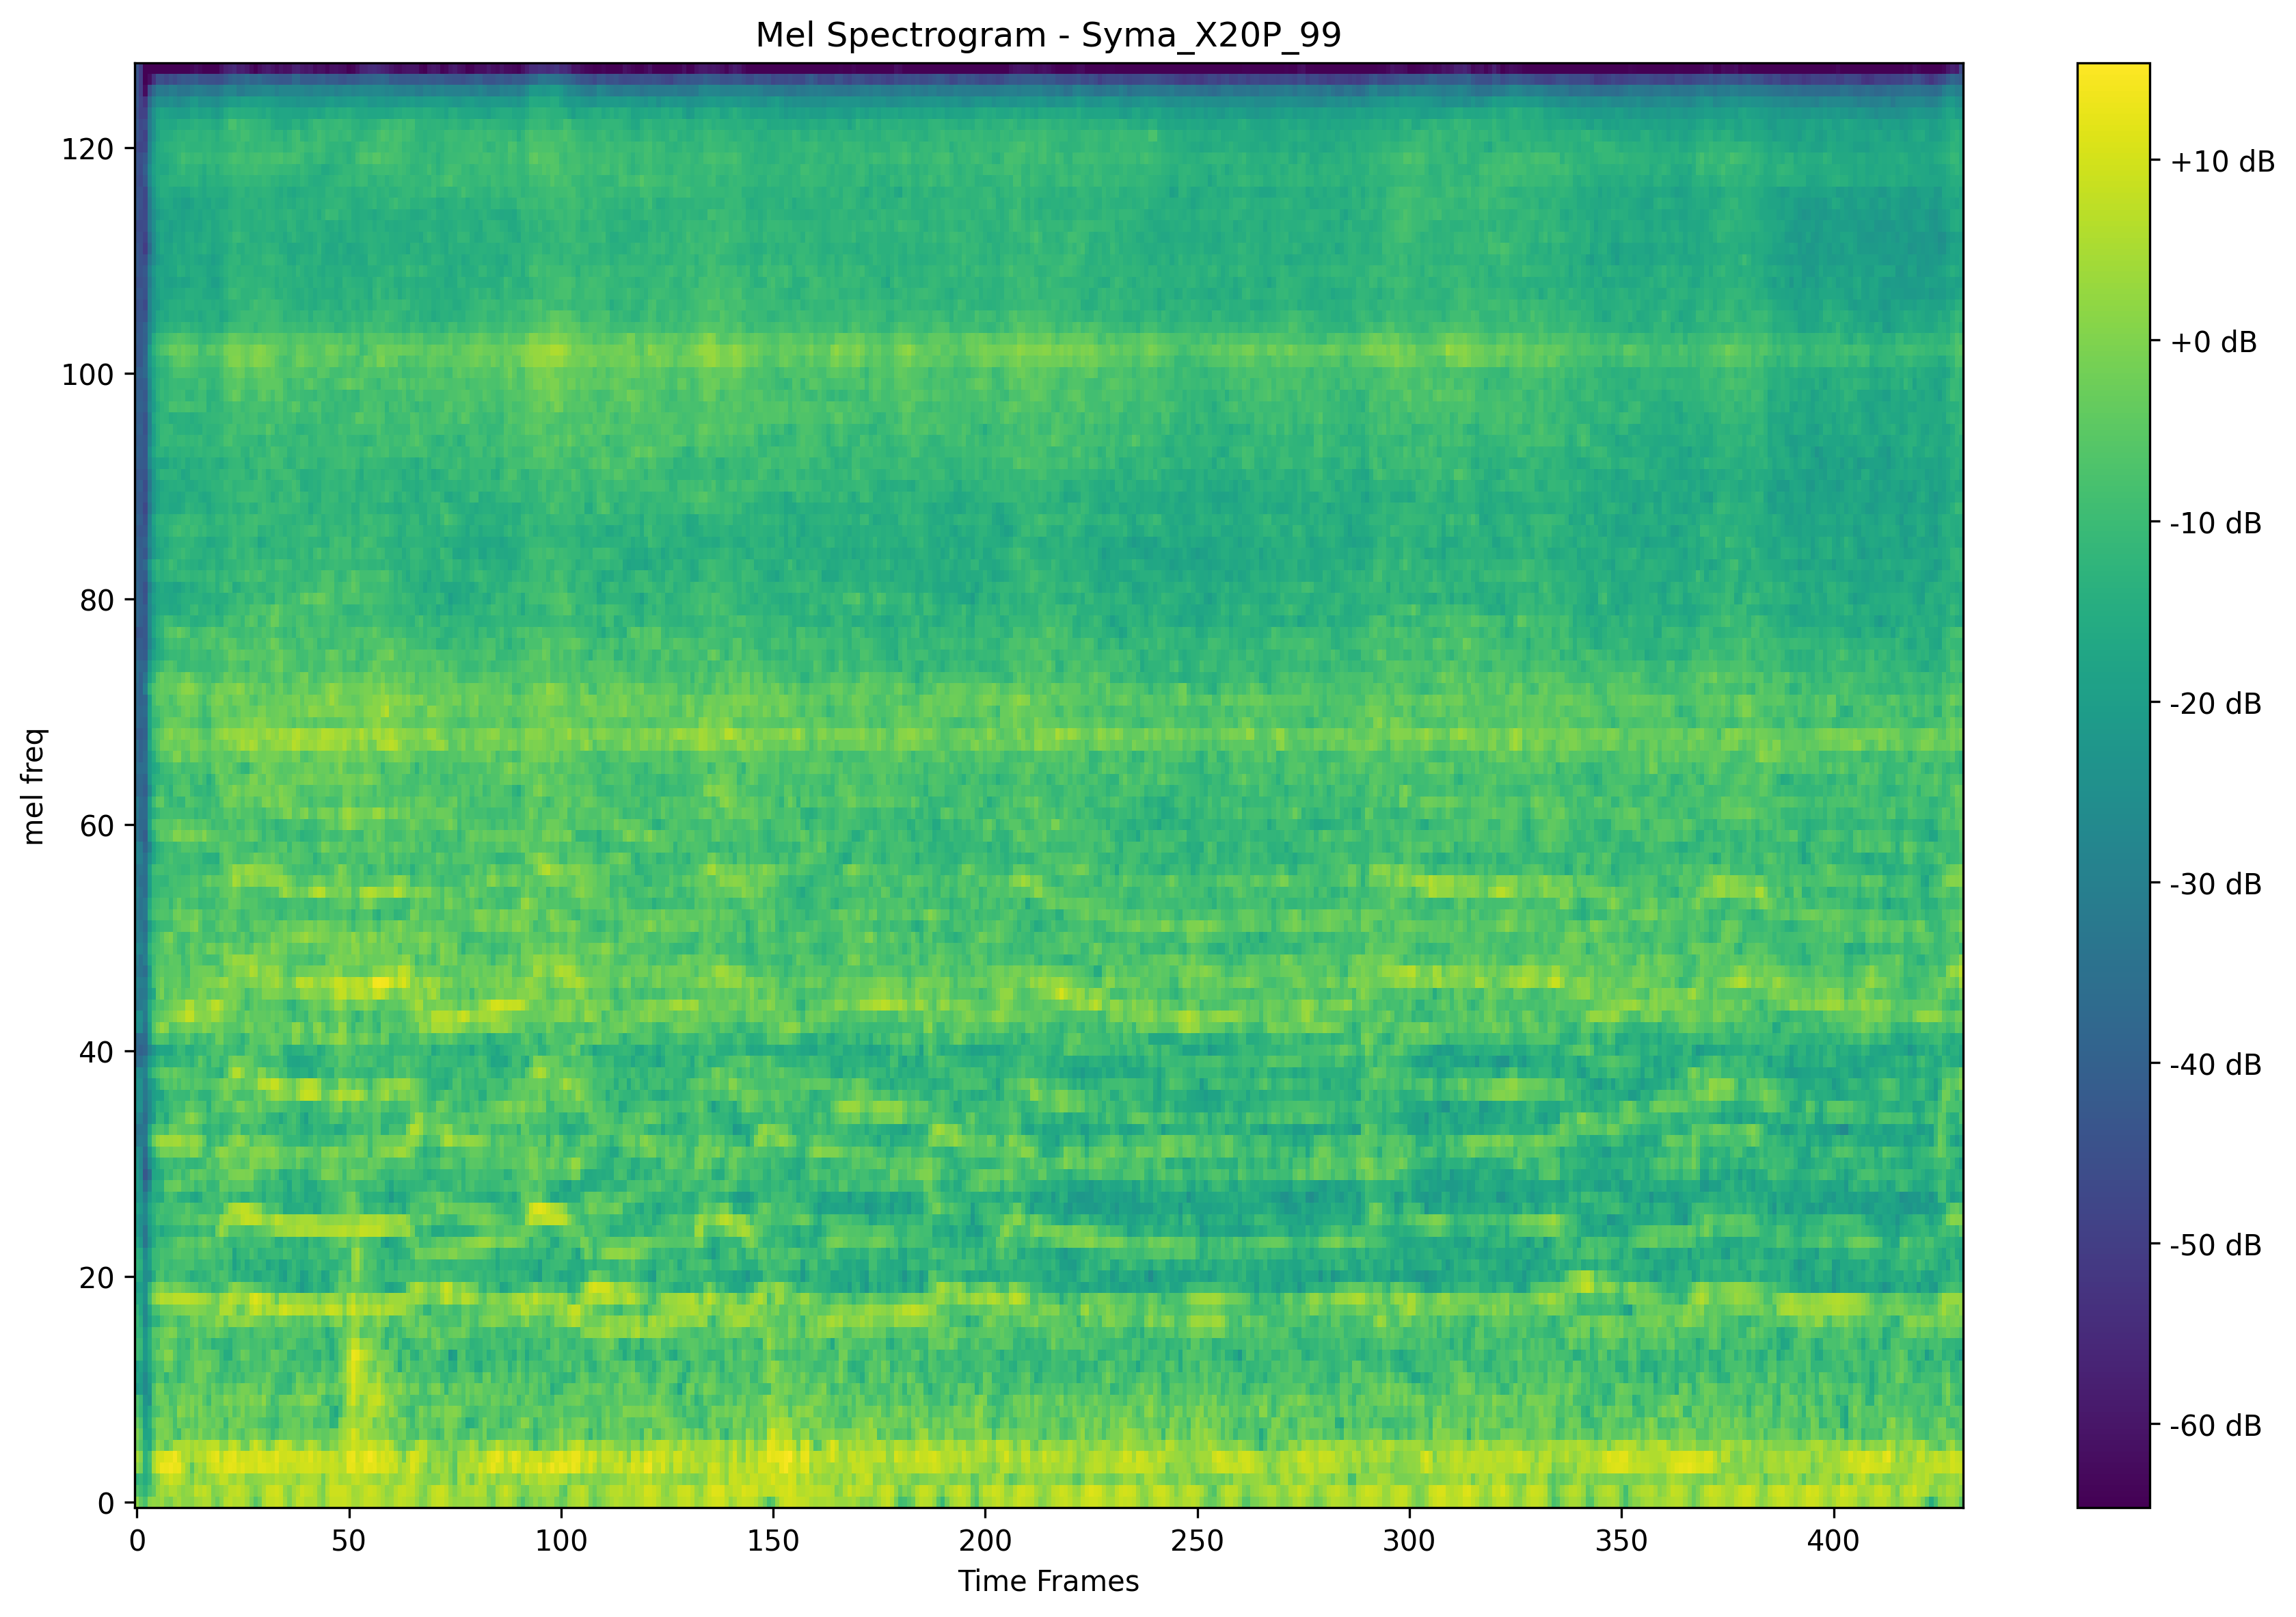 Mel Spectrogram - Syma_X20P_99
mel freq
120
100
80
60
40
20
0
0 50 100 150 200 250 300 350 400
Time Frames
+10 dB
+0 dB
-10 dB
-20 dB
-30 dB
-40 dB
-50 dB
-60 dB